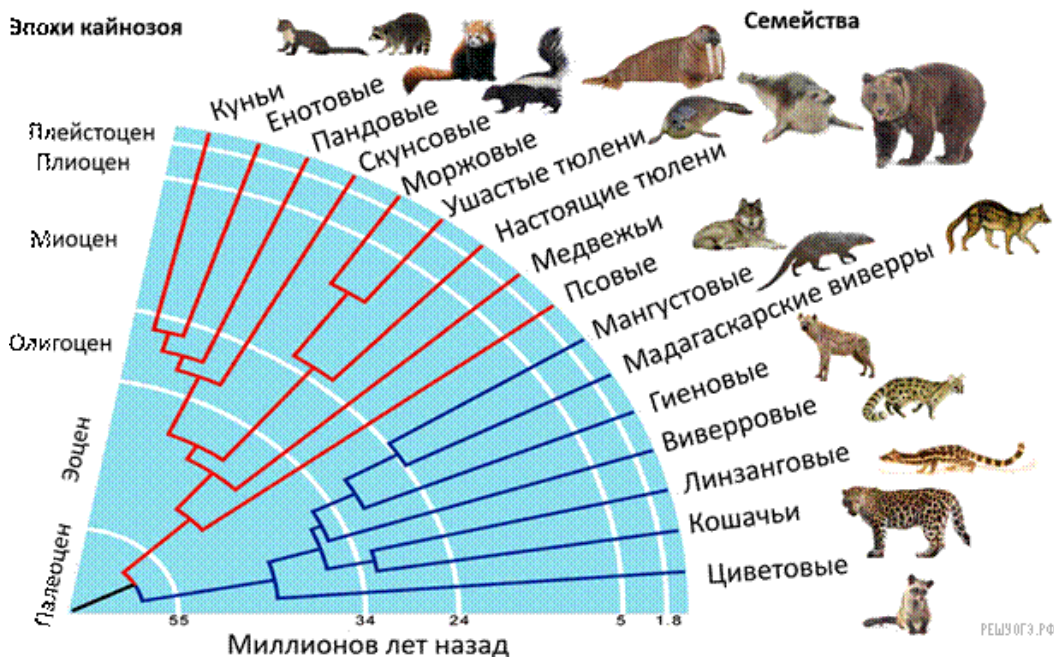 Эпохи кайнозоя
Семейства
Куньи
Енотовые
Пандовые
Скунсовые
Моржовые
Ушастые тюлени
Настоящие тюлени
Медвежьи
Псовые
Мангустовые
Мадагаскарские виверры
Гиеновые
Виверровые
Линзанговые
Кошачьи
Циветовые
Плейстоцен
Плиоцен
Миоцен
Олигоцен
Эоцен
Палеоцен
55 34 24 5 1.8
Миллионов лет назад
РЕШУОГЭ.РФ